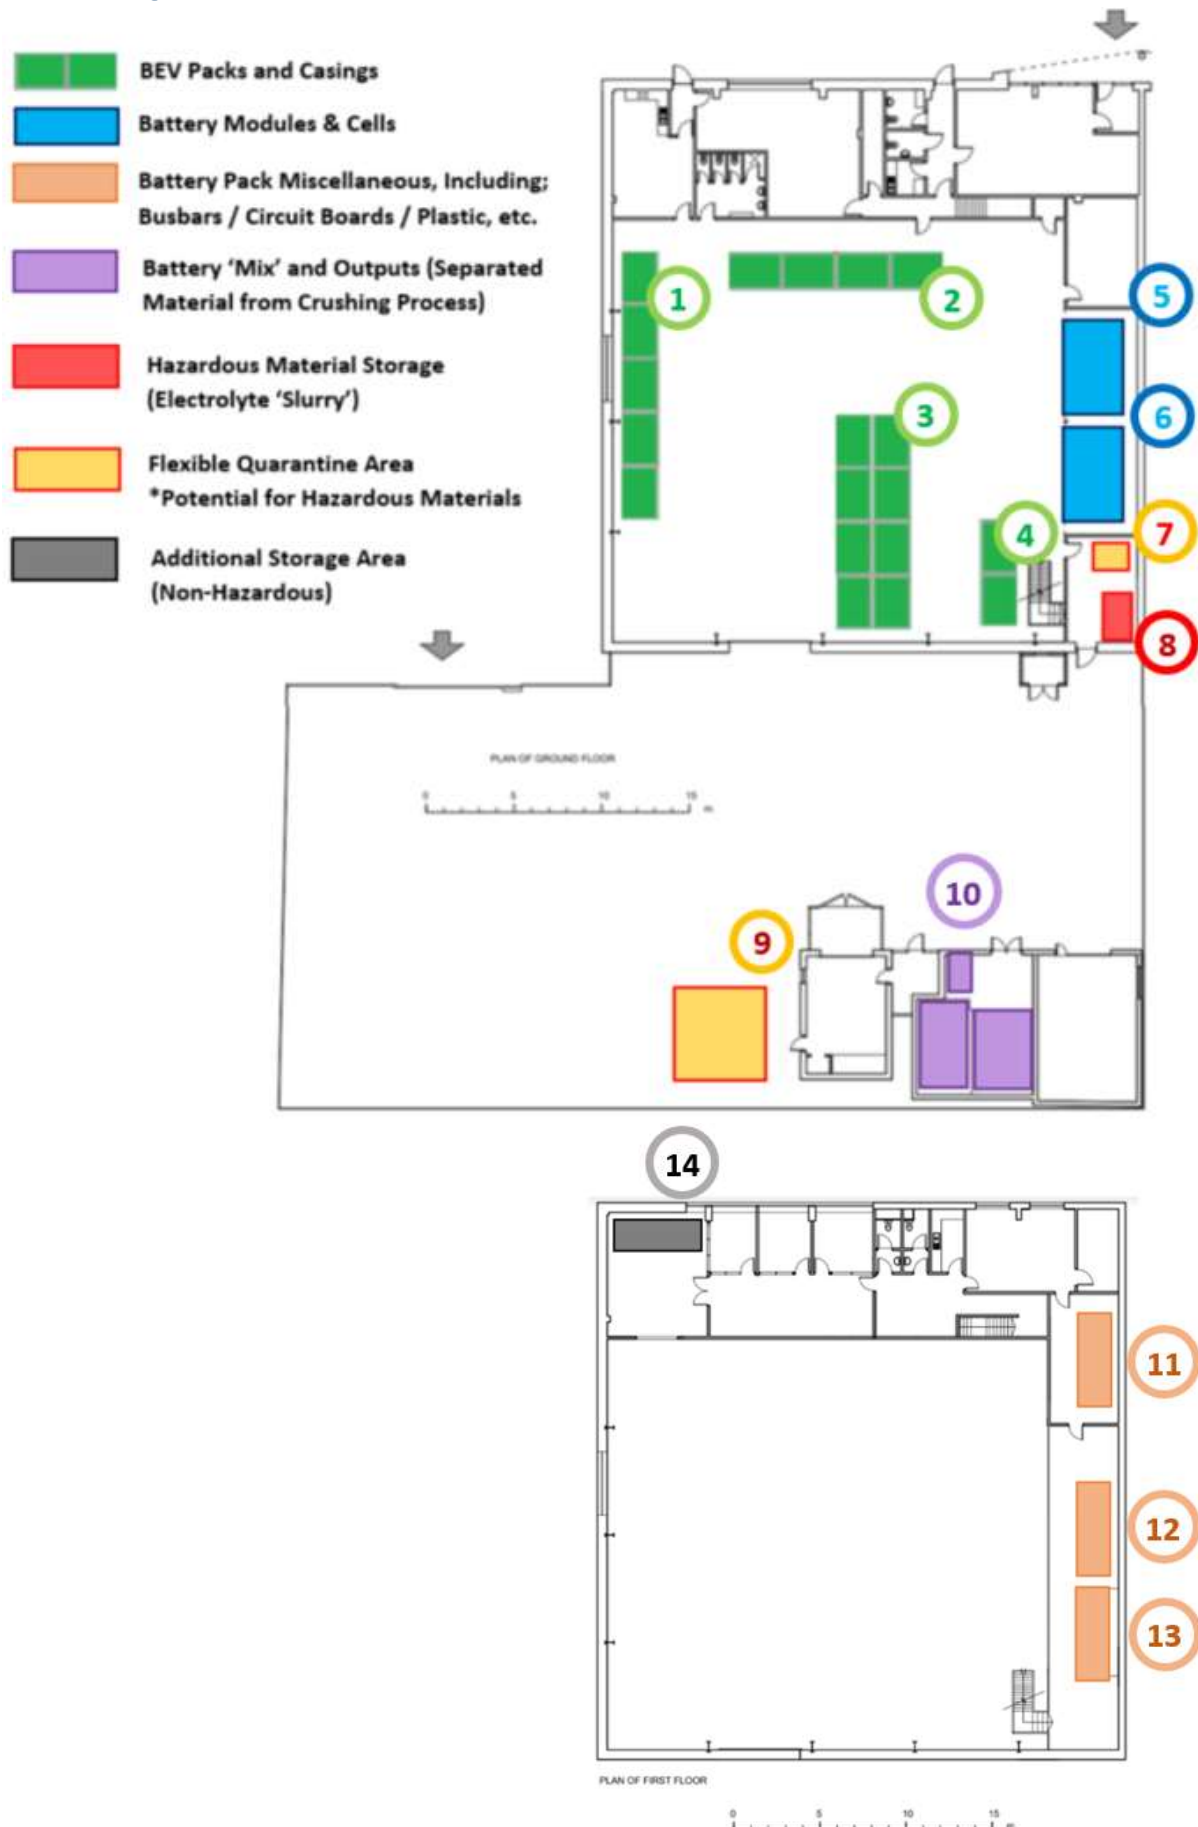 BEV Packs and Casings
Battery Modules & Cells
Battery Pack Miscellaneous, Including;
Busbars / Circuit Boards / Plastic, etc.
Battery ‘Mix’ and Outputs (Separated
Material from Crushing Process)
Hazardous Material Storage
(Electrolyte ‘Slurry’)
Flexible Quarantine Area
*Potential for Hazardous Materials
Additional Storage Area
(Non-Hazardous)
1
2
5
3
6
4
7
8
PLAN OF GROUND FLOOR
0 5 10 15 m
10
9
14
11
12
13
PLAN OF FIRST FLOOR
0 5 10 15 m